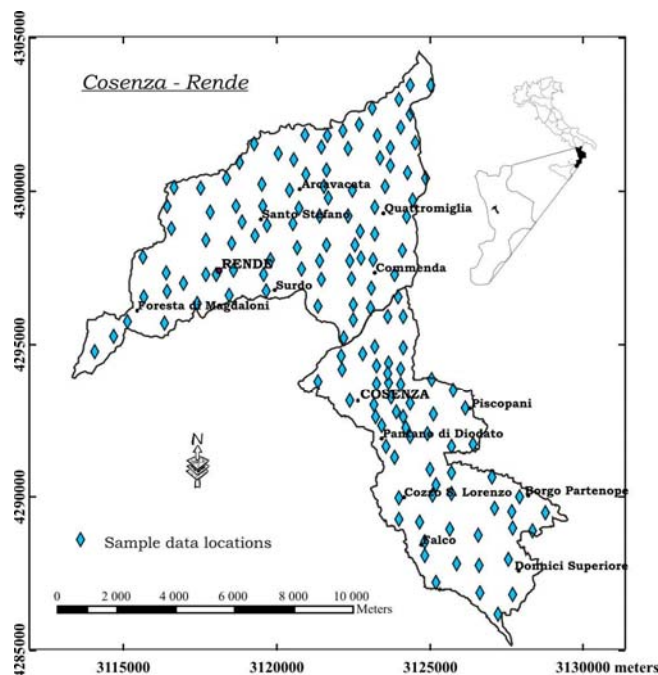 4305000
Cosenza - Rende
4300000
Arcavacata
Santo Stefano
Quattromiglia
RENDE
Commenda
Surdo
Foresta di Magdaloni
4295000
COSENZA
Piscopani
Pantano di Diodato
N
4290000
Cozzo S. Lorenzo
Borgo Partenope
Sample data locations
Falco
Donnici Superiore
0 2 000 4 000 6 000 8 000 10 000
Meters
4285000
3115000 3120000 3125000 3130000 meters